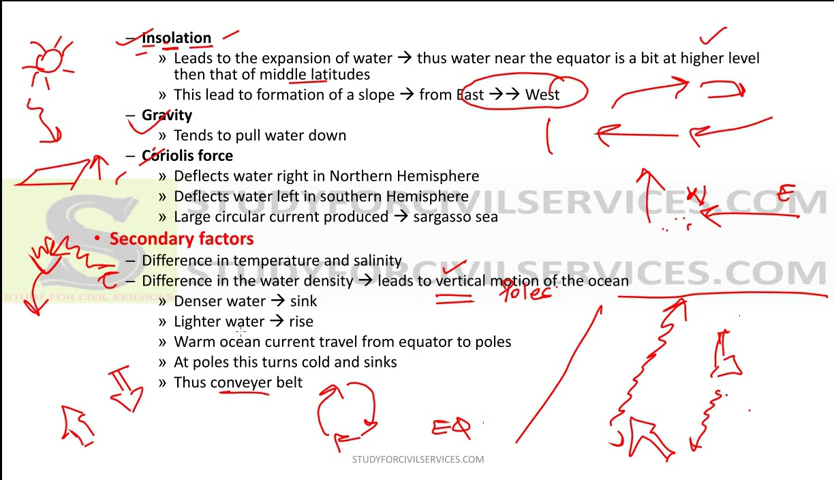 – Insolation
» Leads to the expansion of water → thus water near the equator is a bit at higher level
then that of middle latitudes
» This lead to formation of a slope → from East →→ West
– Gravity
» Tends to pull water down
– Coriolis force
» Deflects water right in Northern Hemisphere
» Deflects water left in southern Hemisphere
W E
» Large circular current produced → sargasso sea
STUDYFORCIVILSERVICES.COM
• Secondary factors
– Difference in temperature and salinity
– Difference in the water density → leads to vertical motion of the ocean
STUDYFORCIVILSERVICES.COM
Poles
STUDY FOR CIVIL SERVICES
» Denser water → sink
» Lighter water → rise
» Warm ocean current travel from equator to poles
» At poles this turns cold and sinks
» Thus conveyer belt
EQ
STUDYFORCIVILSERVICES.COM